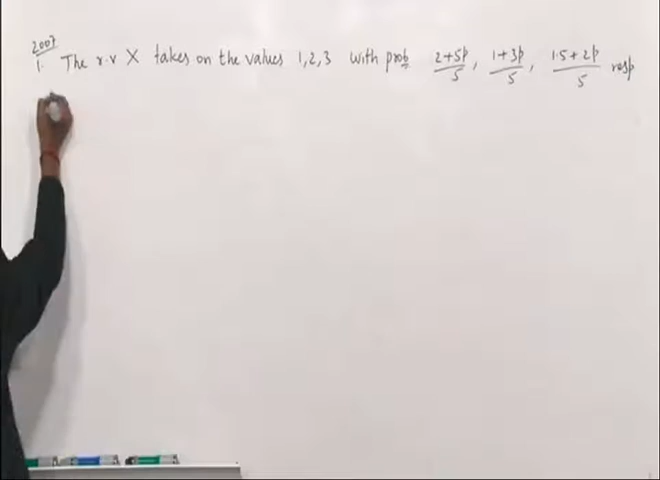 2007
1. The r.v X takes on the values 1,2,3 with prob 2+5p/5, 1+3p/5, 1.5+2p/5 resp